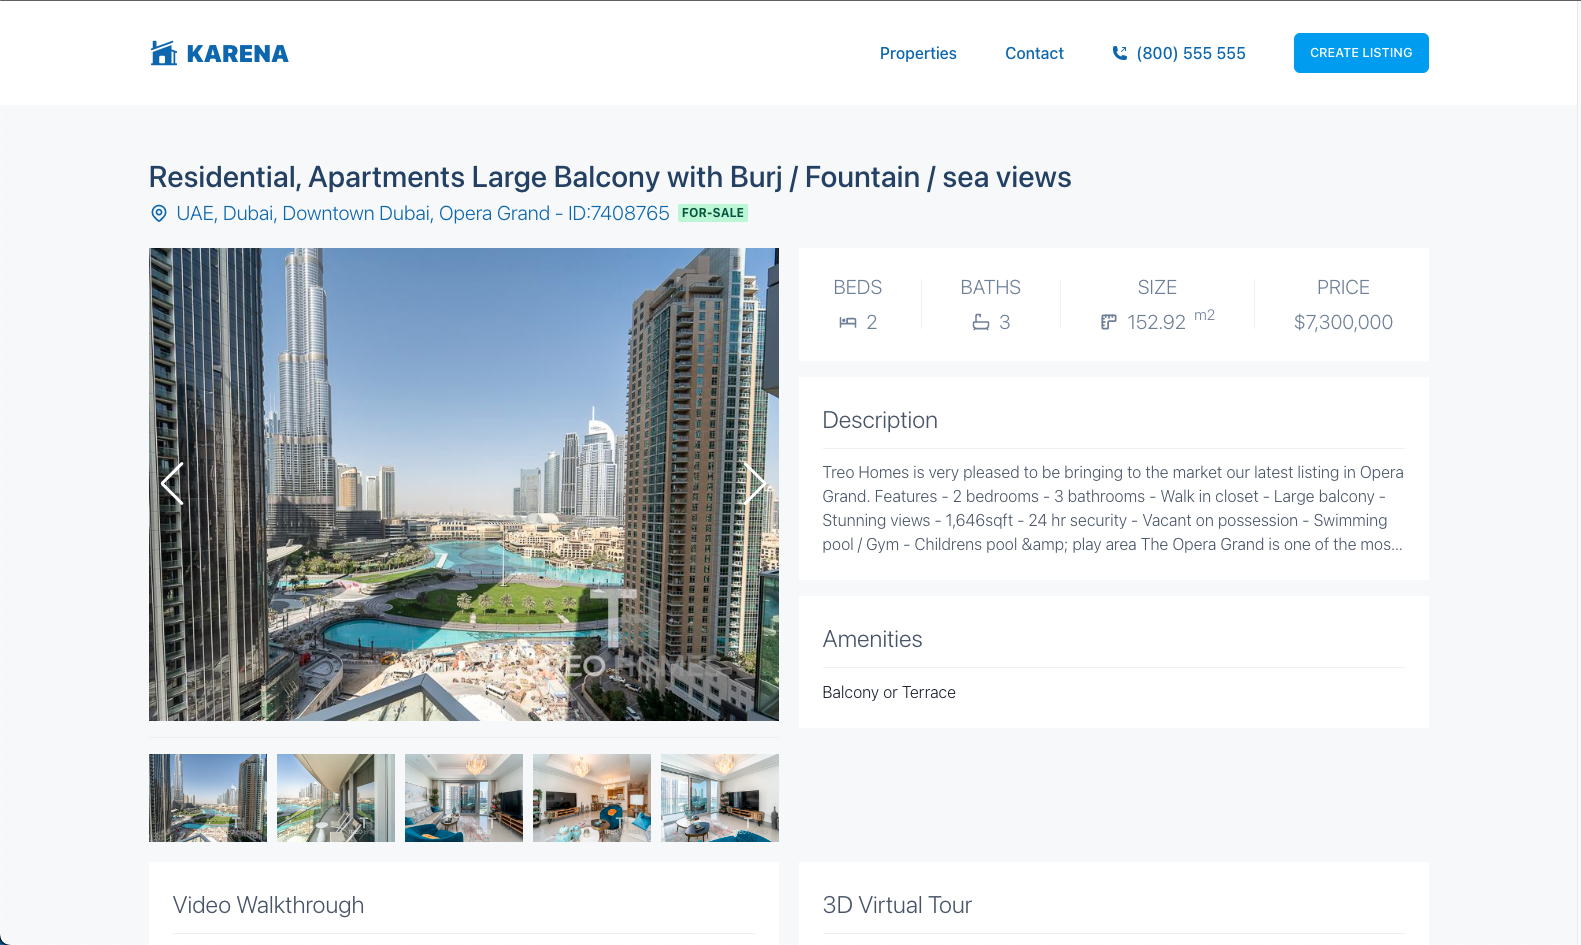 KARENA
Properties
Contact
(800) 555 555
CREATE LISTING
Residential, Apartments Large Balcony with Burj / Fountain / sea views
UAE, Dubai, Downtown Dubai, Opera Grand - ID:7408765 FOR-SALE
BEDS
2
BATHS
3
SIZE
152.92 m2
PRICE
$7,300,000
Description
Treo Homes is very pleased to be bringing to the market our latest listing in Opera
Grand. Features - 2 bedrooms - 3 bathrooms - Walk in closet - Large balcony -
Stunning views - 1,646sqft - 24 hr security - Vacant on possession - Swimming
pool / Gym - Childrens pool &amp; play area The Opera Grand is one of the mos...
Amenities
Balcony or Terrace
T
TREO HOMES
Video Walkthrough
3D Virtual Tour